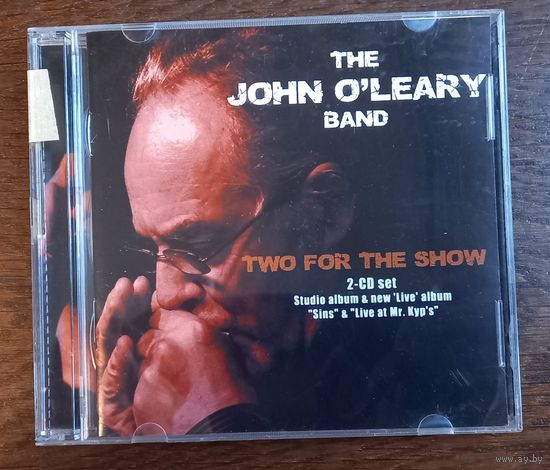 THE
JOHN O'LEARY
BAND
TWO FOR THE SHOW
2-CD set
Studio album & new 'Live' album
"Sins" & "Live at Mr. Kyp's"
www.ay.by